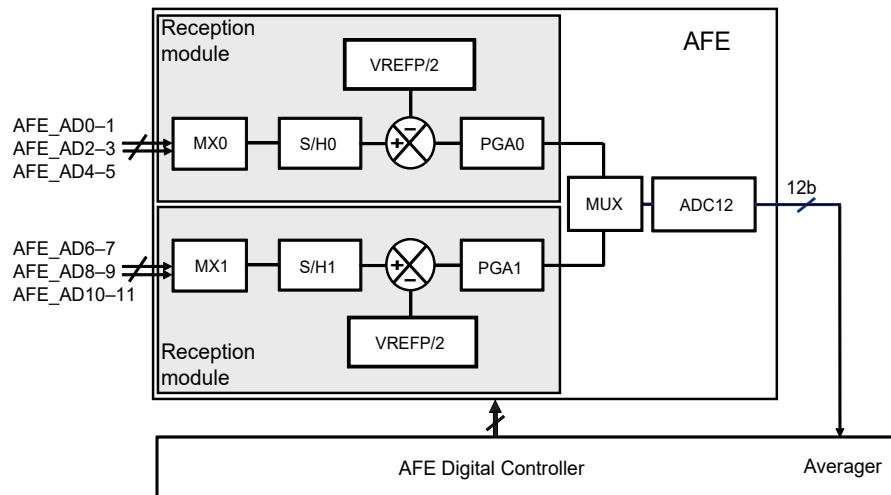 Reception
module
AFE
VREFP/2
AFE_AD0–1
AFE_AD2–3
AFE_AD4–5
MX0
S/H0
−
+
PGA0
MUX
ADC12
12b
AFE_AD6–7
AFE_AD8–9
AFE_AD10–11
MX1
S/H1
+
−
PGA1
VREFP/2
Reception
module
AFE Digital Controller
Averager